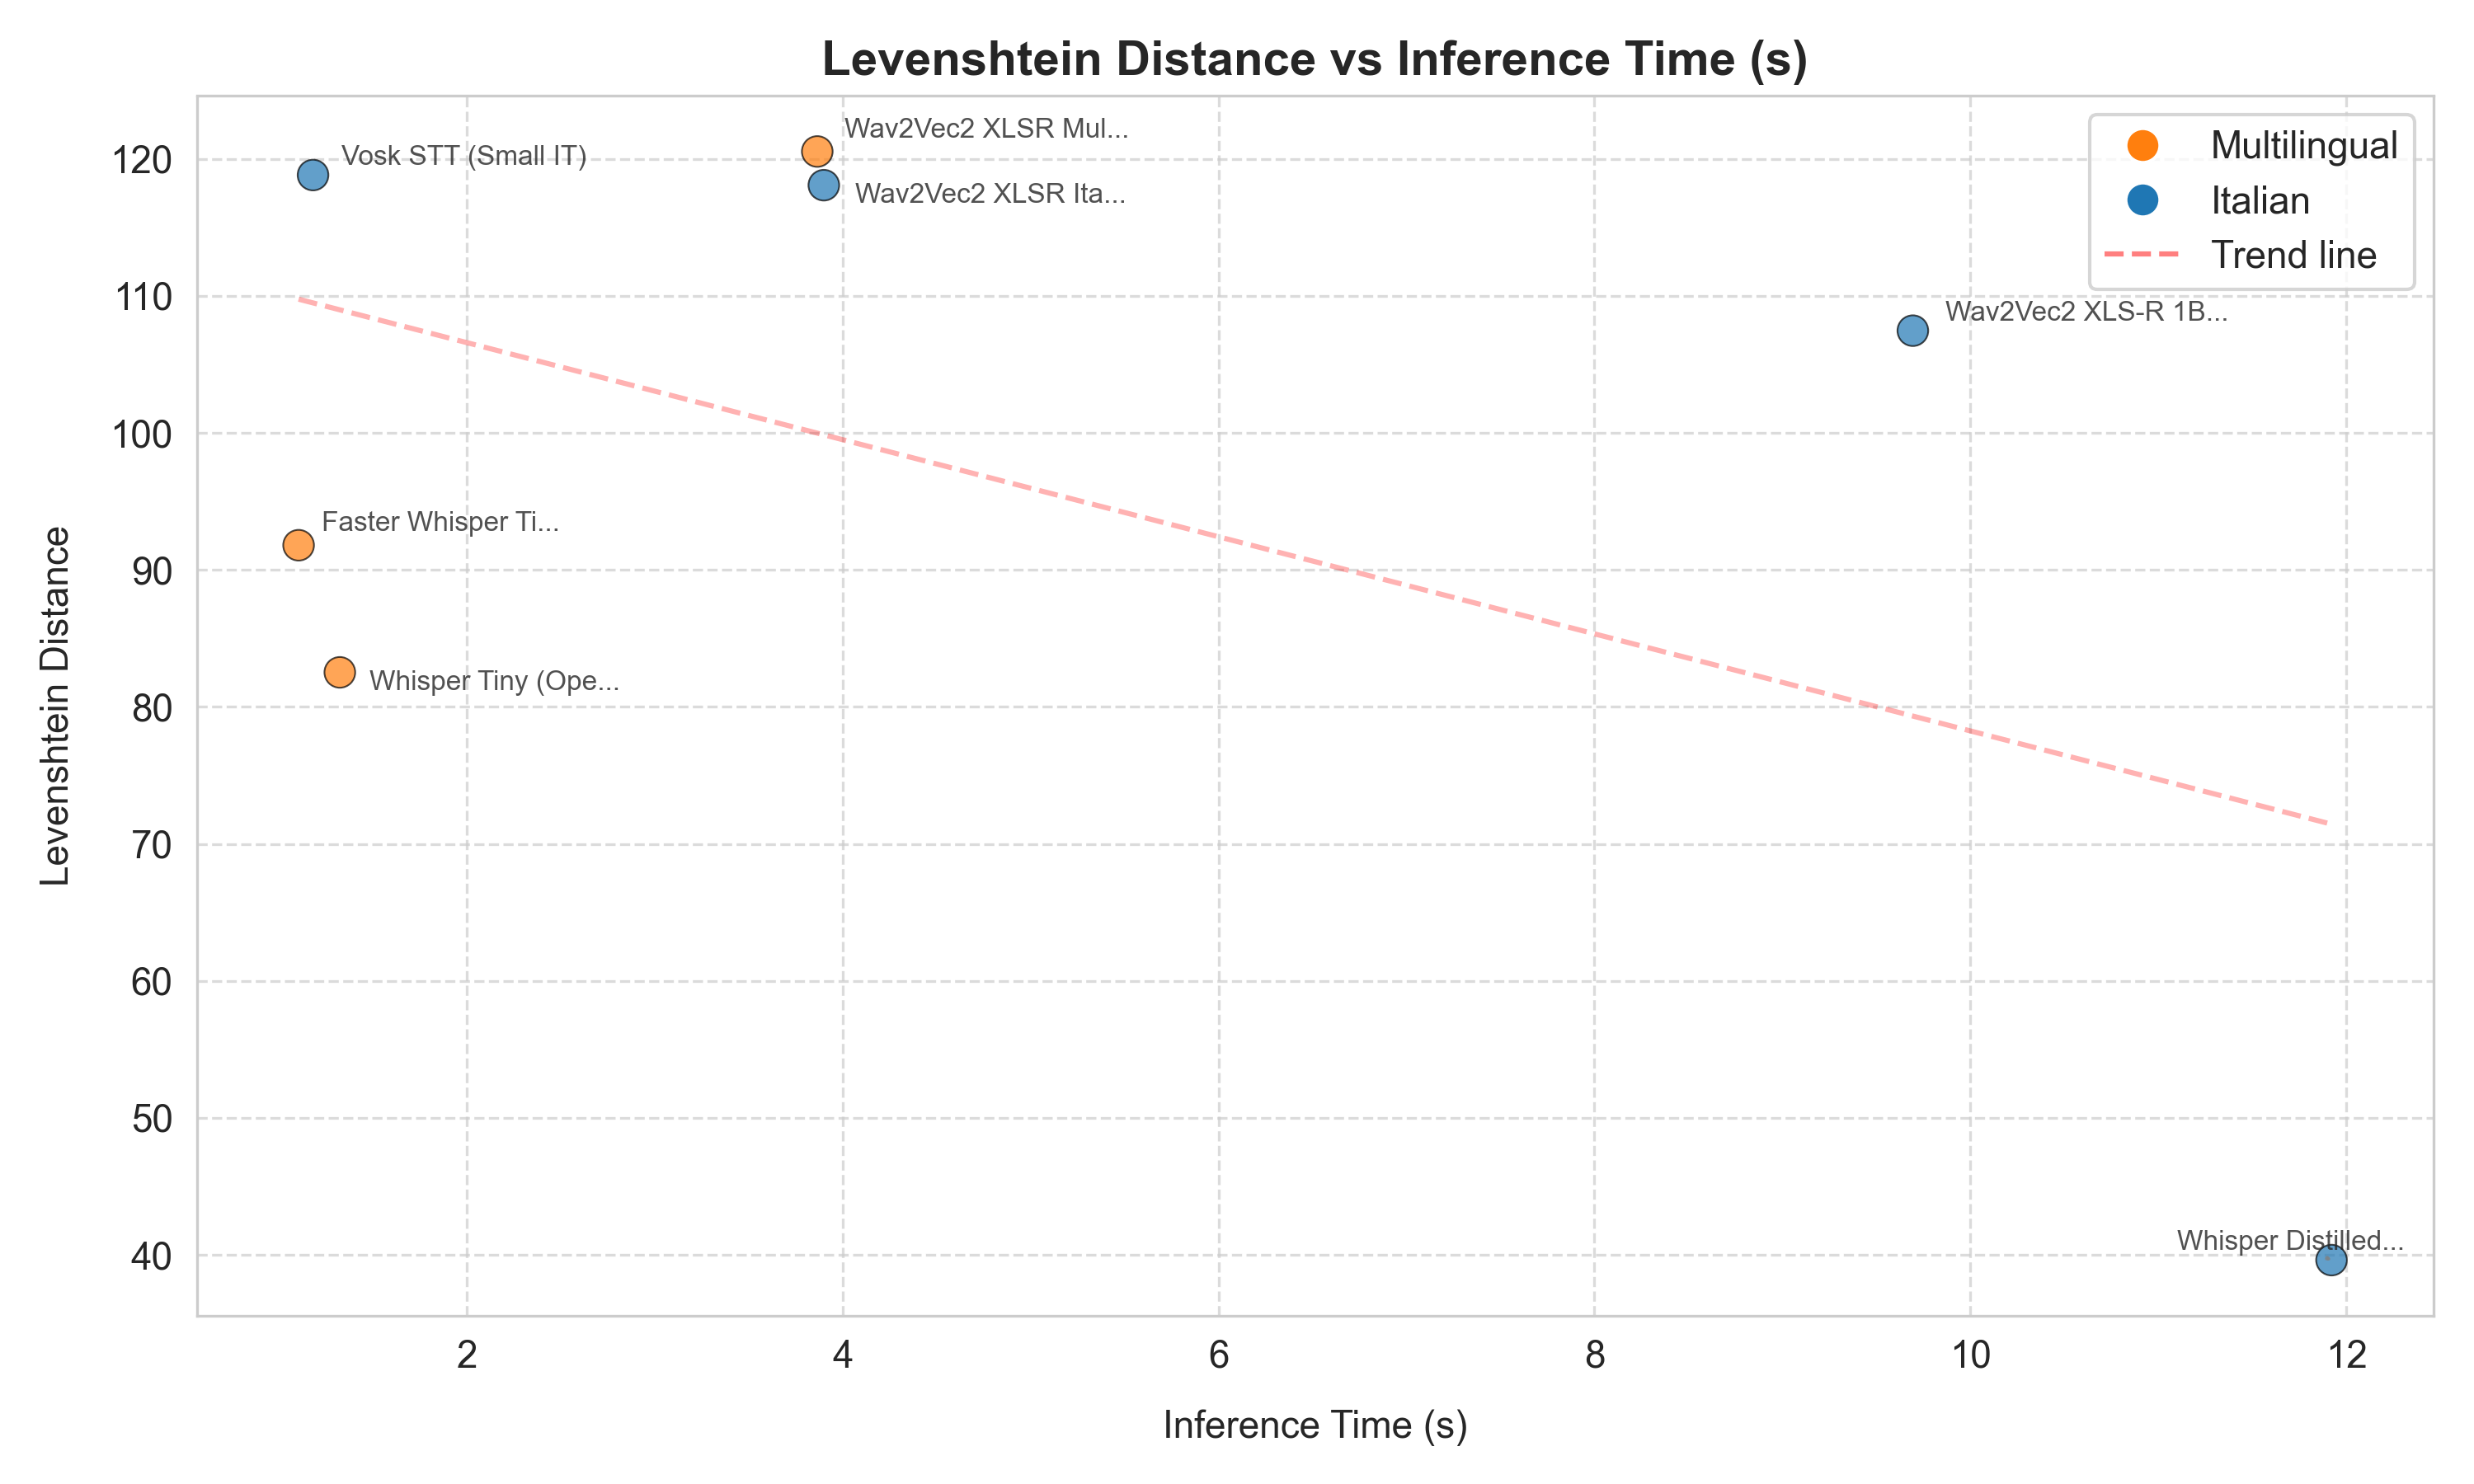 Levenshtein Distance vs Inference Time (s)
Wav2Vec2 XLSR Mul...
Vosk STT (Small IT)
Wav2Vec2 XLSR Ita...
Multilingual
Italian
Trend line
Wav2Vec2 XLS-R 1B...
Faster Whisper Ti...
Whisper Tiny (Ope...
Whisper Distilled...
120
110
100
90
80
70
60
50
40
Levenshtein Distance
2 4 6 8 10 12
Inference Time (s)